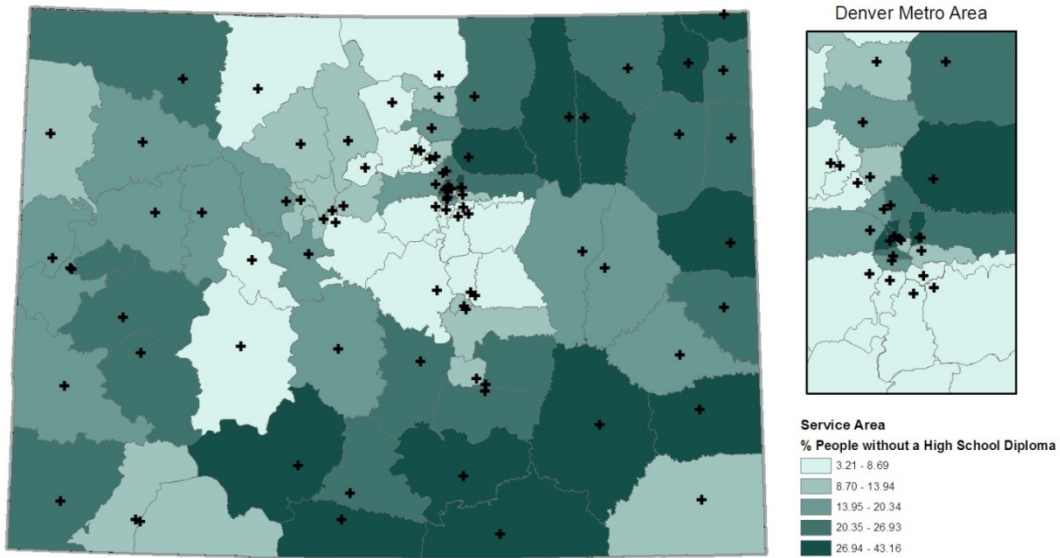 Denver Metro Area
Service Area
% People without a High School Diploma
3.21 - 8.69
8.70 - 13.94
13.95 - 20.34
20.35 - 26.93
26.94 - 43.16